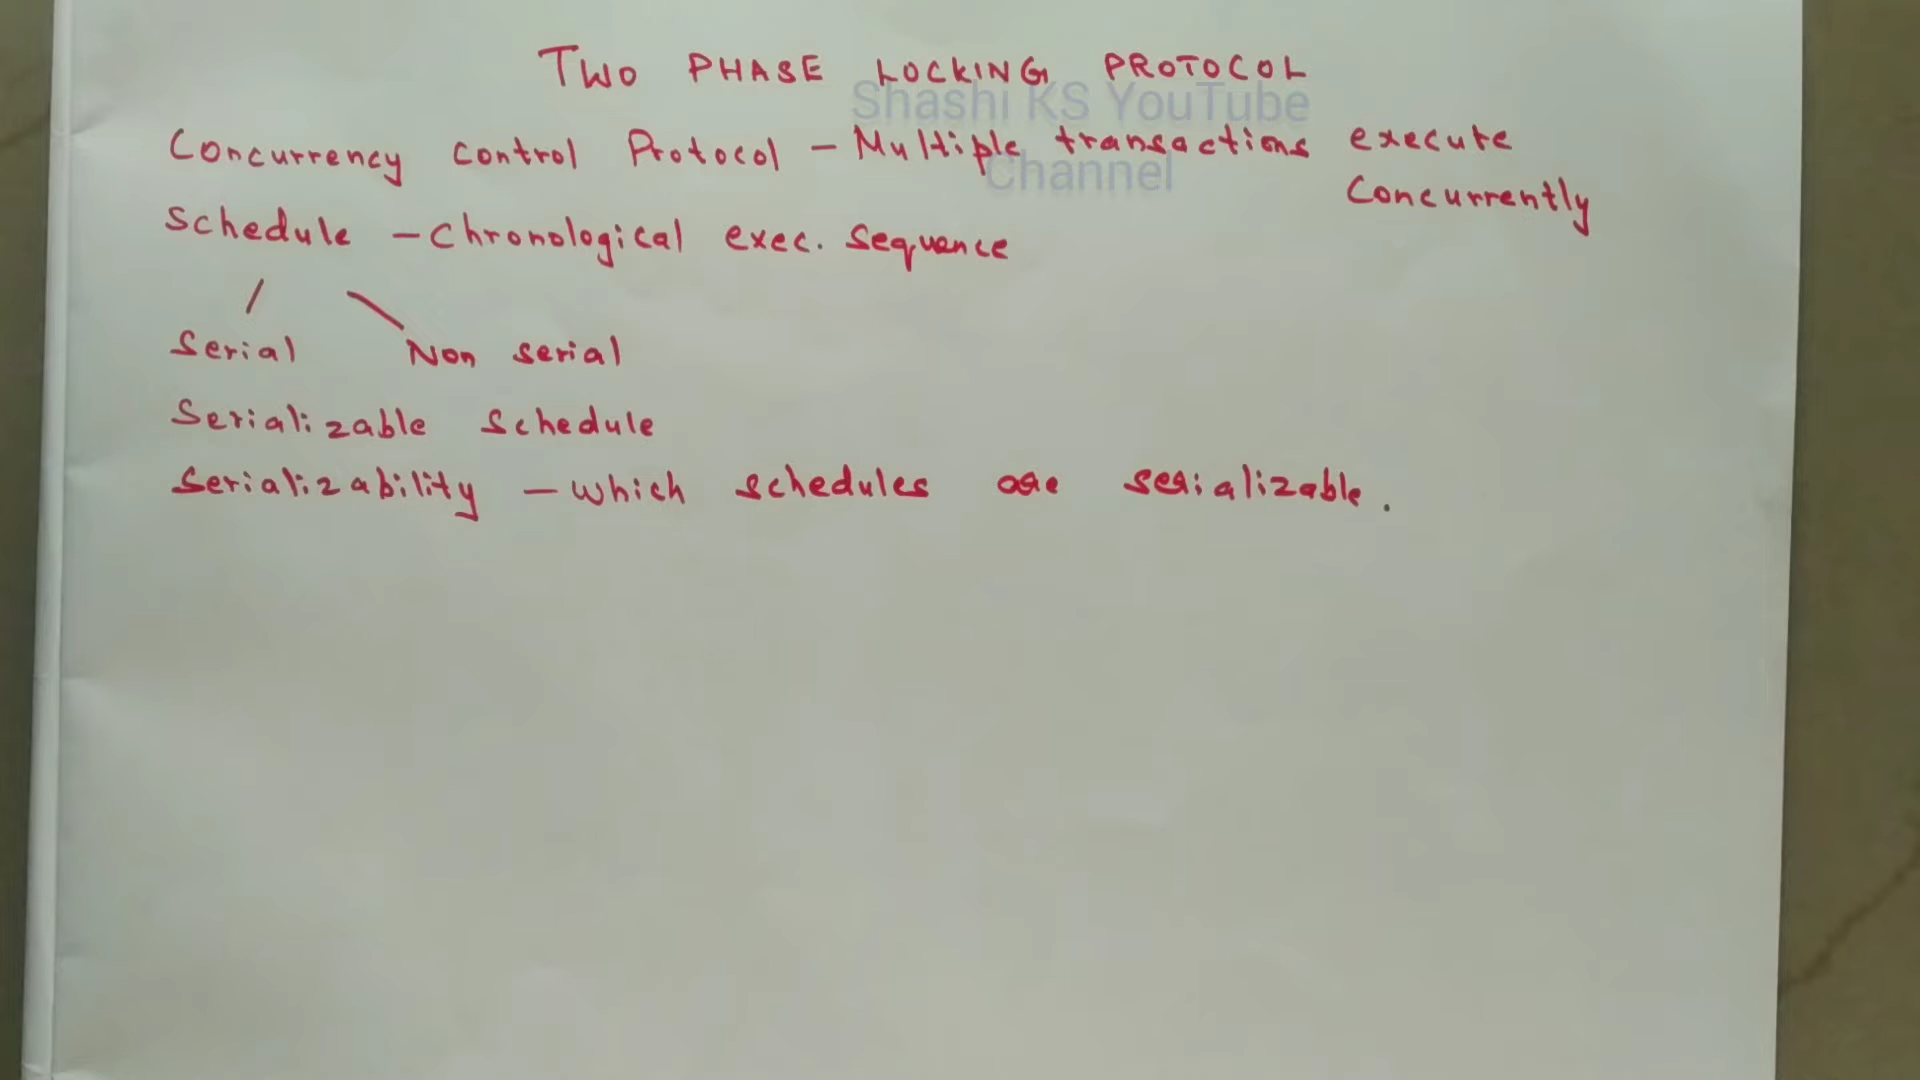 TWO PHASE LOCKING PROTOCOL
Shashi KS YouTube
Channel
Concurrency control Protocol - Multiple transactions execute
Concurrently
Schedule - Chronological exec. Sequence
Serial Non serial
Serializable Schedule
Serializability - which schedules are serializable.